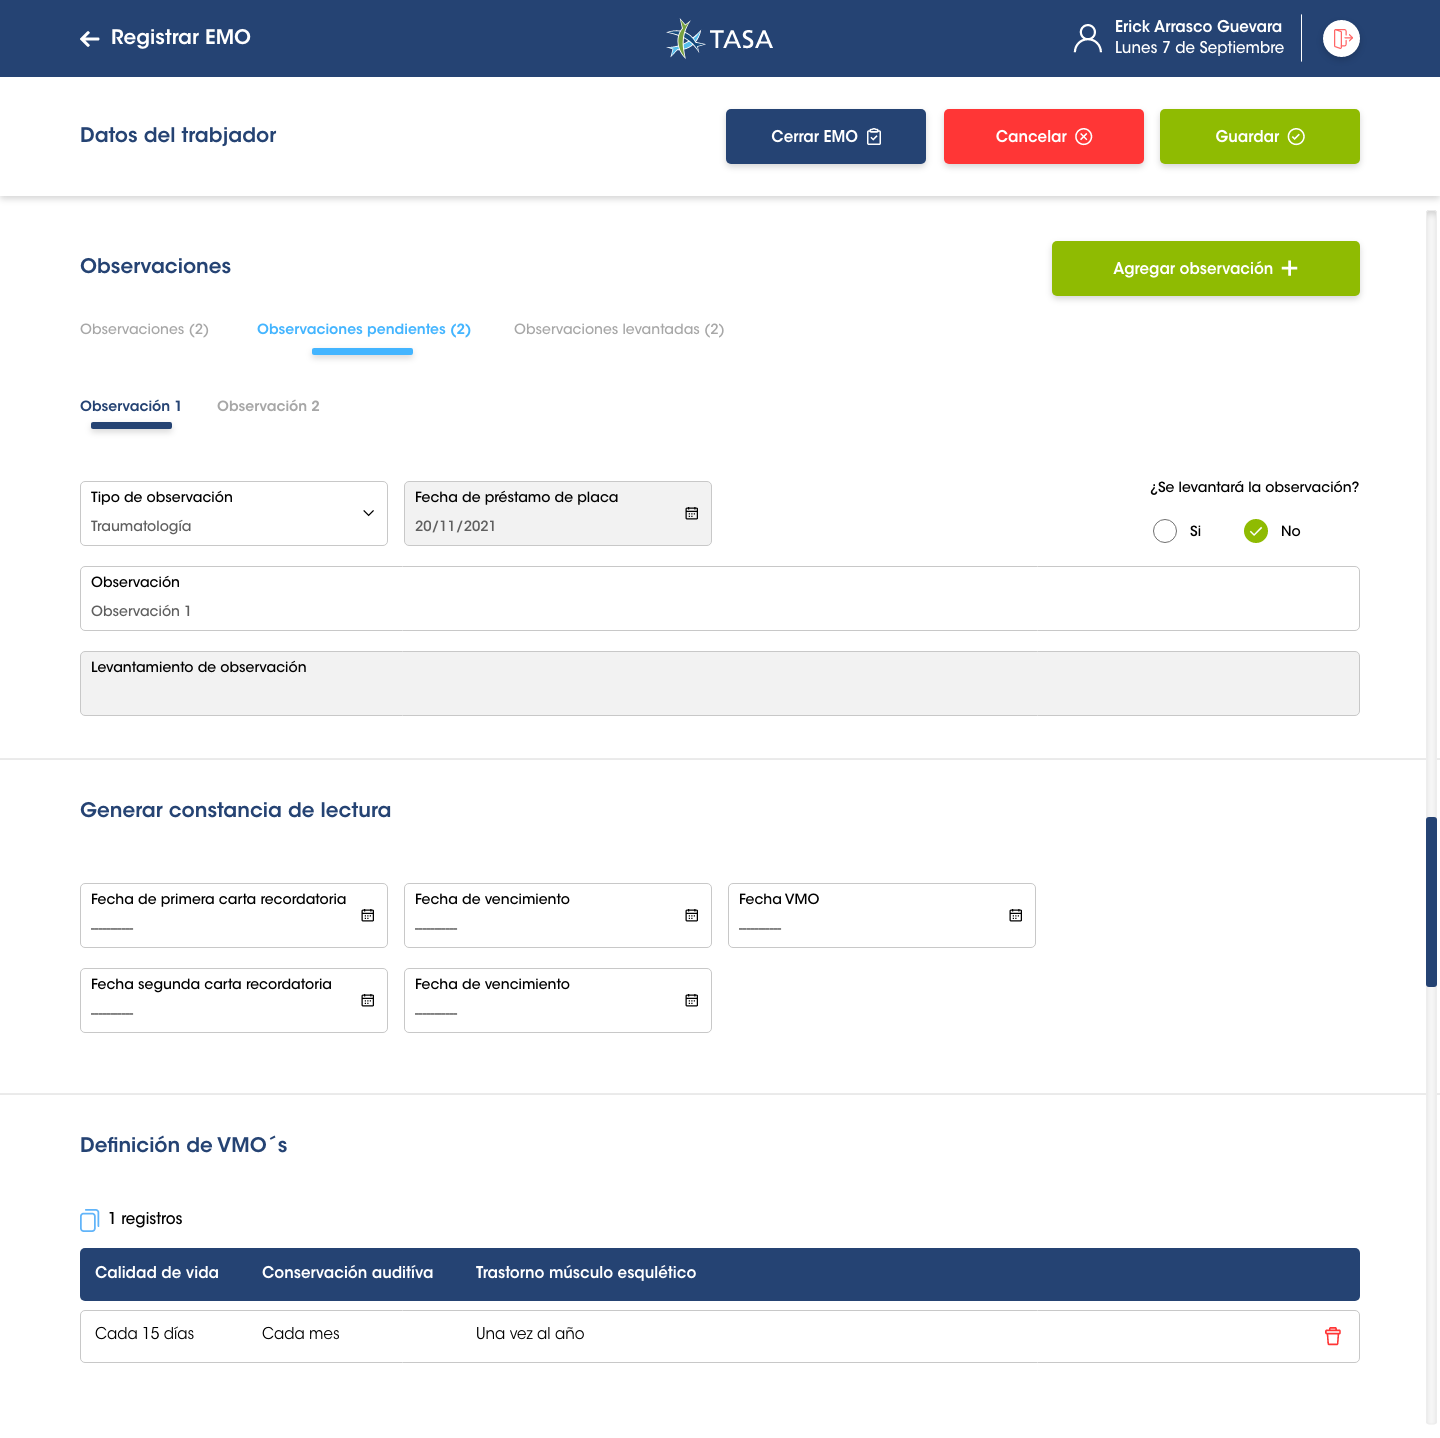 Registrar EMO
TASA
Erick Arrasco Guevara
Lunes 7 de Septiembre
Datos del trabjador
Cerrar EMO
Cancelar
Guardar
Observaciones
Agregar observación
Observaciones (2)
Observaciones pendientes (2)
Observaciones levantadas (2)
Observación 1
Observación 2
Tipo de observación
Traumatología
Fecha de préstamo de placa
20/11/2021
¿Se levantará la observación?
Si
No
Observación
Observación 1
Levantamiento de observación
Generar constancia de lectura
Fecha de primera carta recordatoria
-----------
Fecha de vencimiento
-----------
Fecha VMO
-----------
Fecha segunda carta recordatoria
-----------
Fecha de vencimiento
-----------
Definición de VMO´s
1 registros
Calidad de vida
Conservación auditíva
Trastorno músculo esqulético
Cada 15 días
Cada mes
Una vez al año